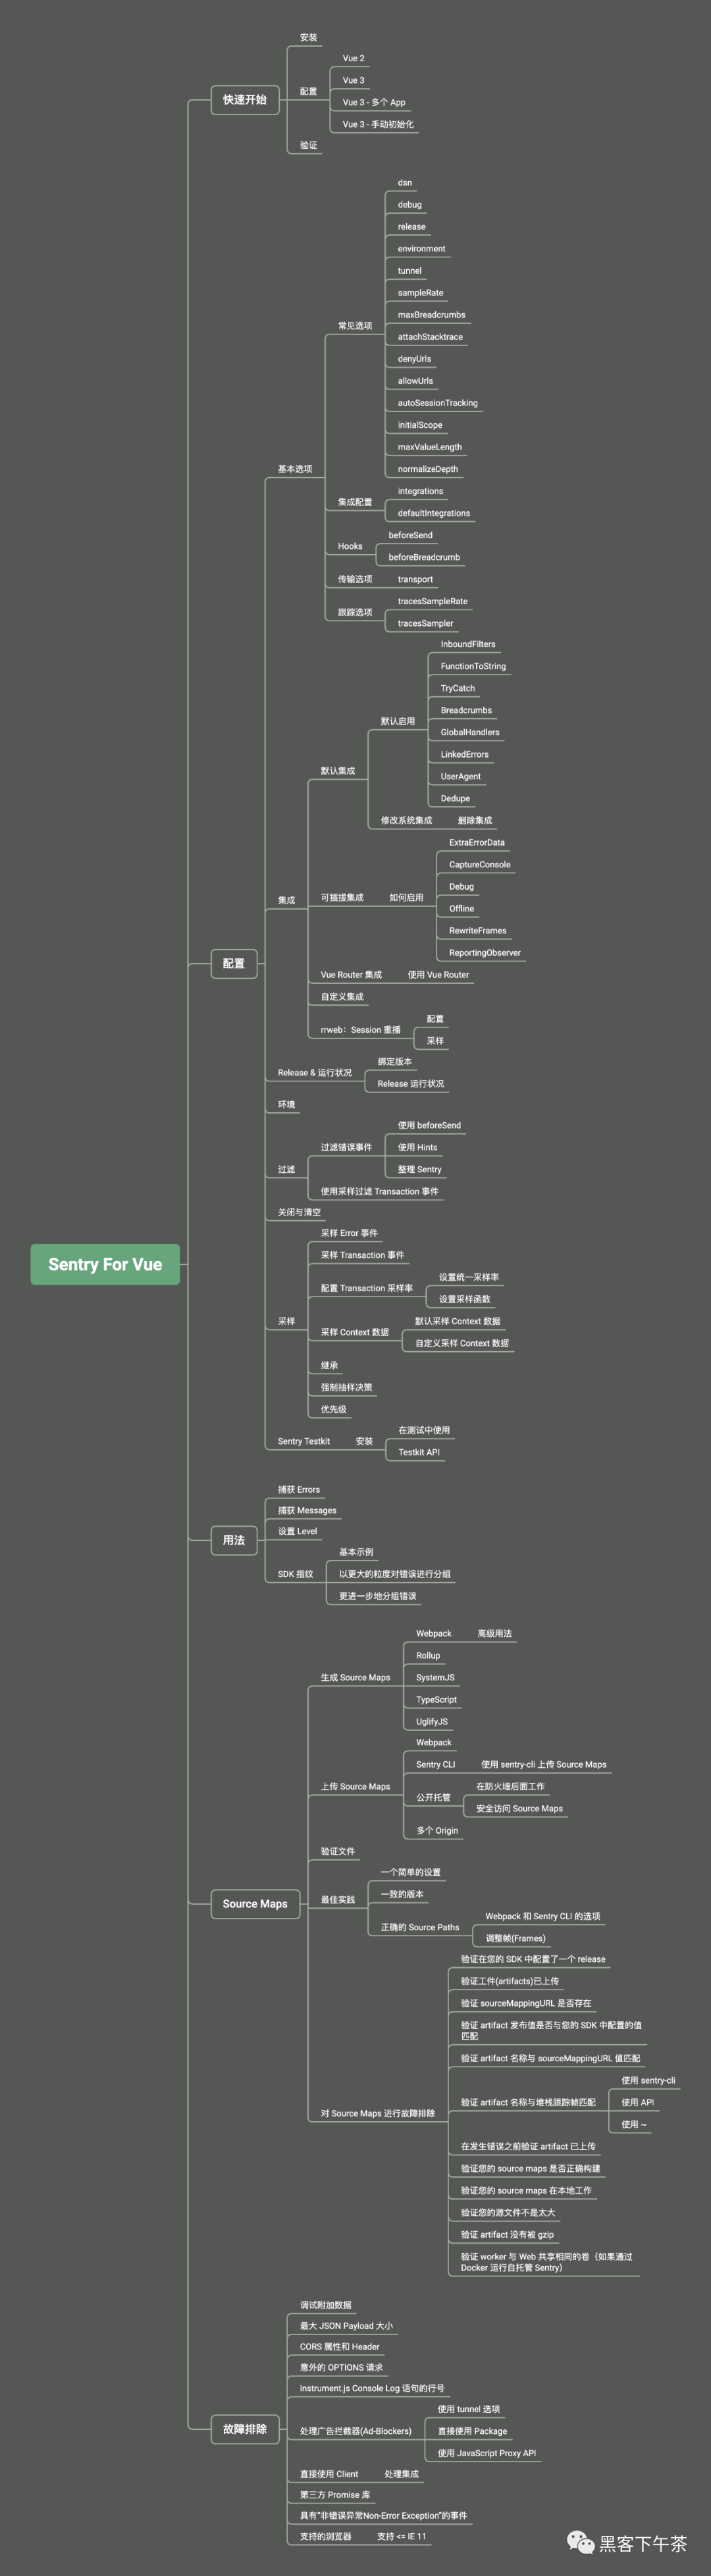 Sentry For Vue
快速开始
安装
配置
Vue 2
Vue 3
Vue 3 - 多个 App
Vue 3 - 手动初始化
验证
配置
基本选项
常见选项
dsn
debug
release
environment
tunnel
sampleRate
maxBreadcrumbs
attachStacktrace
denyUrls
allowUrls
autoSessionTracking
initialScope
maxValueLength
normalizeDepth
集成配置
integrations
defaultIntegrations
Hooks
beforeSend
beforeBreadcrumb
传输选项
transport
跟踪选项
tracesSampleRate
tracesSampler
集成
默认集成
默认启用
InboundFilters
FunctionToString
TryCatch
Breadcrumbs
GlobalHandlers
LinkedErrors
UserAgent
Dedupe
修改系统集成
删除集成
可插拔集成
如何启用
ExtraErrorData
CaptureConsole
Debug
Offline
RewriteFrames
ReportingObserver
Vue Router 集成
使用 Vue Router
自定义集成
rrweb：Session 重播
配置
采样
Release & 运行状况
绑定版本
Release 运行状况
环境
过滤
过滤错误事件
使用 beforeSend
使用 Hints
整理 Sentry
使用采样过滤 Transaction 事件
关闭与清空
采样
采样 Error 事件
采样 Transaction 事件
配置 Transaction 采样率
设置统一采样率
设置采样函数
采样 Context 数据
默认采样 Context 数据
自定义采样 Context 数据
继承
强制抽样决策
优先级
Sentry Testkit
安装
在测试中使用
Testkit API
用法
捕获 Errors
捕获 Messages
设置 Level
SDK 指纹
基本示例
以更大的粒度对错误进行分组
更进一步地分组错误
Source Maps
生成 Source Maps
Webpack
高级用法
Rollup
SystemJS
TypeScript
UglifyJS
上传 Source Maps
Webpack
Sentry CLI
使用 sentry-cli 上传 Source Maps
公开托管
在防火墙后面工作
安全访问 Source Maps
多个 Origin
验证文件
最佳实践
一个简单的设置
一致的版本
正确的 Source Paths
Webpack 和 Sentry CLI 的选项
调整帧(Frames)
对 Source Maps 进行故障排除
验证在您的 SDK 中配置了一个 release
验证工件(artifacts)已上传
验证 sourceMappingURL 是否存在
验证 artifact 发布值是否与您的 SDK 中配置的值
匹配
验证 artifact 名称与 sourceMappingURL 值匹配
验证 artifact 名称与堆栈跟踪帧匹配
使用 sentry-cli
使用 API
使用 ~
在发生错误之前验证 artifact 已上传
验证您的 source maps 是否正确构建
验证您的 source maps 在本地工作
验证您的源文件不是太大
验证 artifact 没有被 gzip
验证 worker 与 Web 共享相同的卷（如果通过
Docker 运行自托管 Sentry）
故障排除
调试附加数据
最大 JSON Payload 大小
CORS 属性和 Header
意外的 OPTIONS 请求
instrument.js Console Log 语句的行号
处理广告拦截器(Ad-Blockers)
使用 tunnel 选项
直接使用 Package
使用 JavaScript Proxy API
直接使用 Client
处理集成
第三方 Promise 库
具有“非错误异常Non-Error Exception”的事件
支持的浏览器
支持 <= IE 11
黑客下午茶